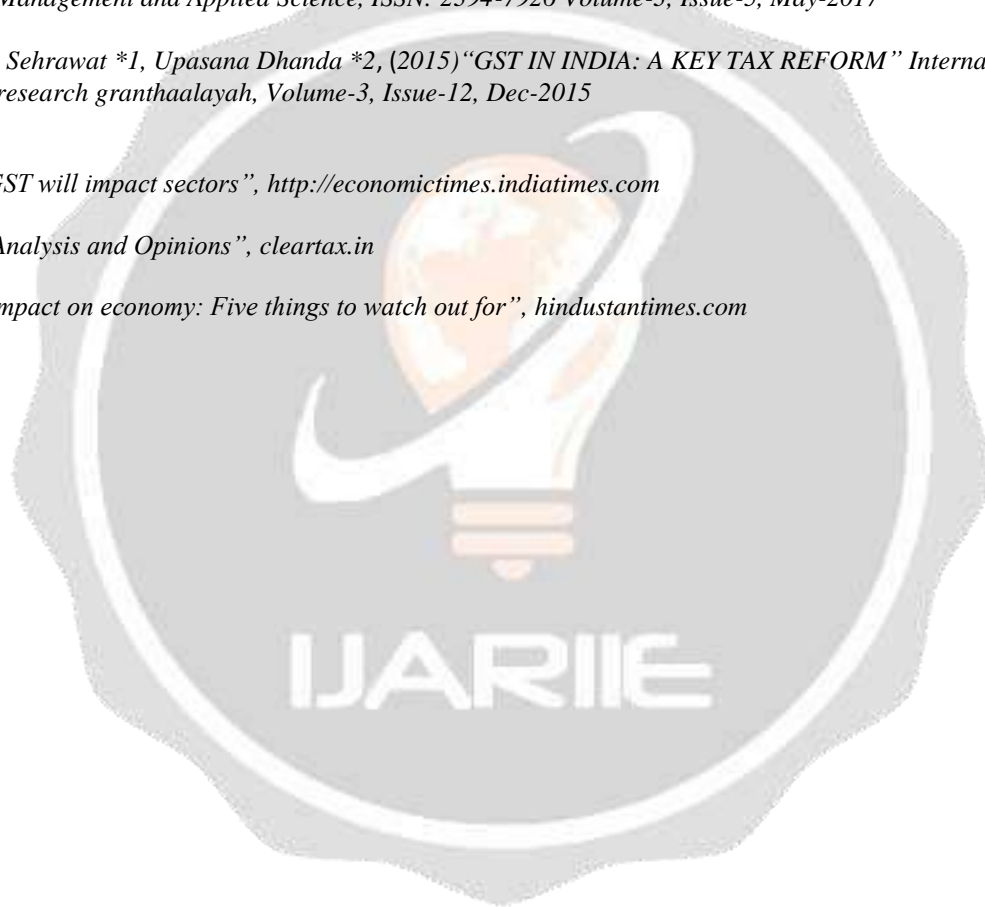 Management and Applied Science, ISSN: 2394-7926 Volume-3, Issue-5, May-2017
Sehrawat *1, Upasana Dhanda *2, (2015)“GST IN INDIA: A KEY TAX REFORM” Interna
research granthaalayah, Volume-3, Issue-12, Dec-2015
GST will impact sectors”, http://economictimes.indiatimes.com
Analysis and Opinions”, cleartax.in
mpact on economy: Five things to watch out for”, hindustantimes.com
IJARIIE